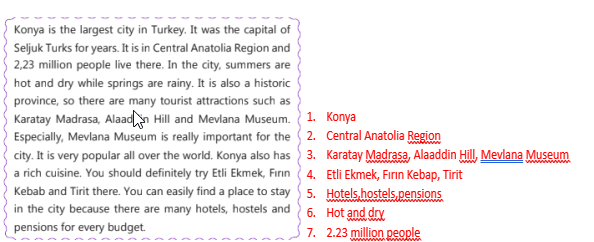 Konya is the largest city in Turkey. It was the capital of
Seljuk Turks for years. It is in Central Anatolia Region and
2,23 million people live there. In the city, summers are
hot and dry while springs are rainy. It is also a historic
province, so there are many tourist attractions such as
Karatay Madrasa, Alaaddin Hill and Mevlana Museum.
Especially, Mevlana Museum is really important for the
city. It is very popular all over the world. Konya also has
a rich cuisine. You should definitely try Etli Ekmek, Fırın
Kebab and Tirit there. You can easily find a place to stay
in the city because there are many hotels, hostels and
pensions for every budget.
1. Konya
2. Central Anatolia Region
3. Karatay Madrasa, Alaaddin Hill, Mevlana Museum
4. Etli Ekmek, Fırın Kebap, Tirit
5. Hotels,hostels,pensions
6. Hot and dry
7. 2.23 million people